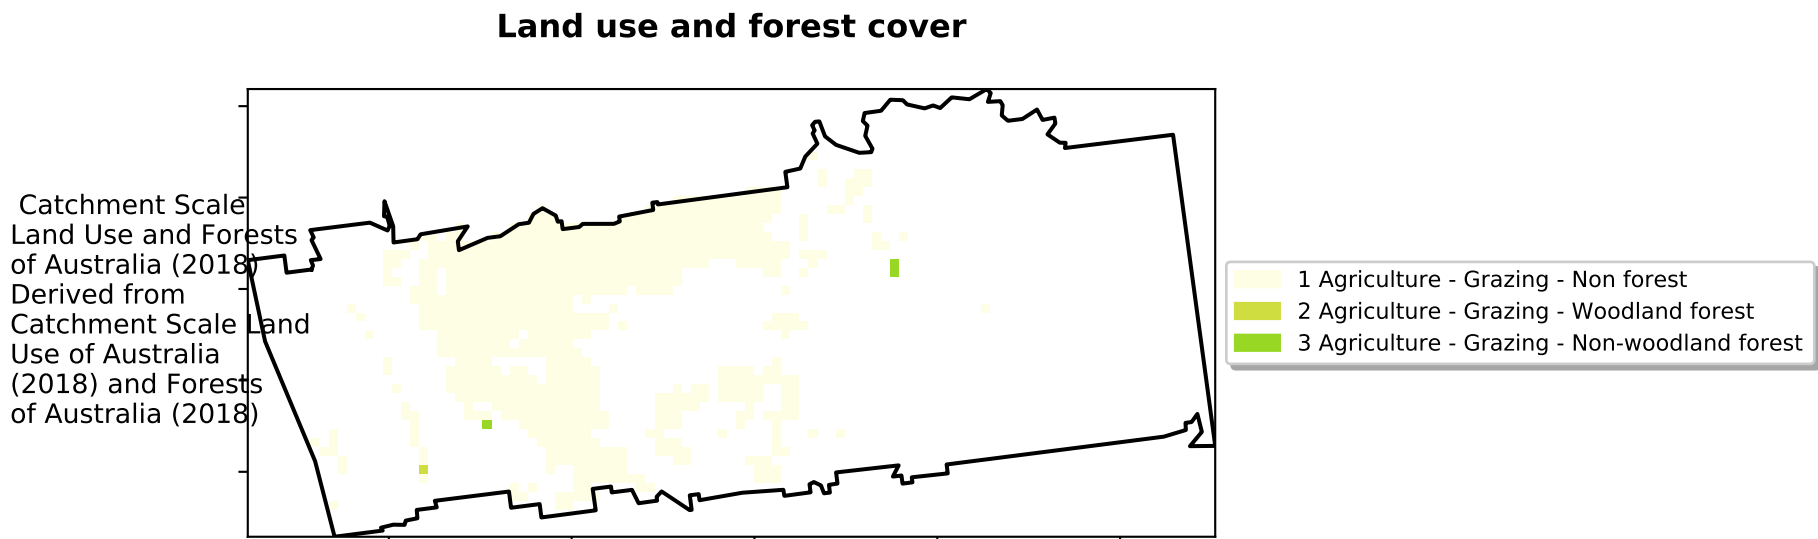 Land use and forest cover
Catchment Scale
Land Use and Forests
of Australia (2018)
Derived from
Catchment Scale Land
Use of Australia
(2018) and Forests
of Australia (2018)
1 Agriculture - Grazing - Non forest
2 Agriculture - Grazing - Woodland forest
3 Agriculture - Grazing - Non-woodland forest